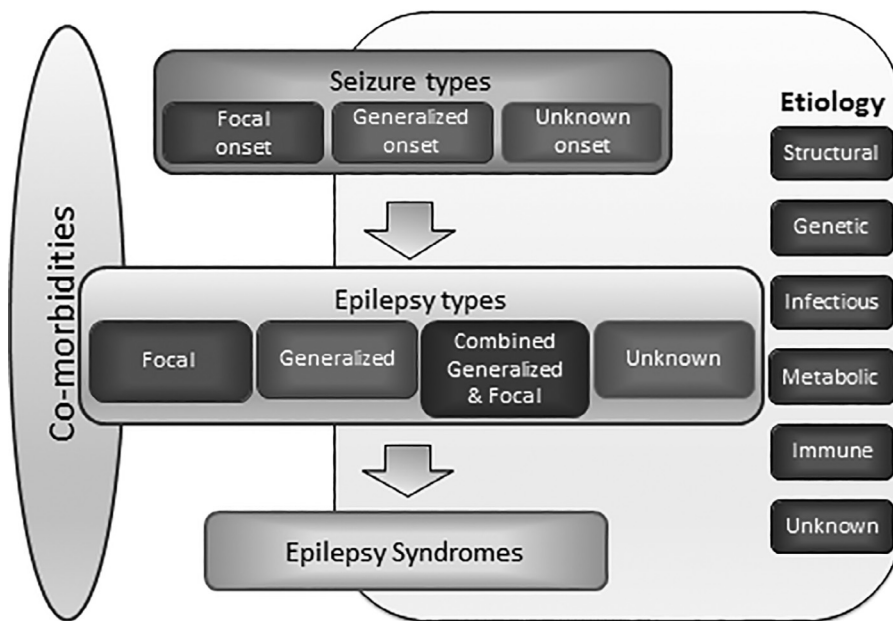 Co-morbidities
Seizure types
Focal
onset
Generalized
onset
Unknown
onset
Epilepsy types
Focal
Generalized
Combined
Generalized
& Focal
Unknown
Epilepsy Syndromes
Etiology
Structural
Genetic
Infectious
Metabolic
Immune
Unknown